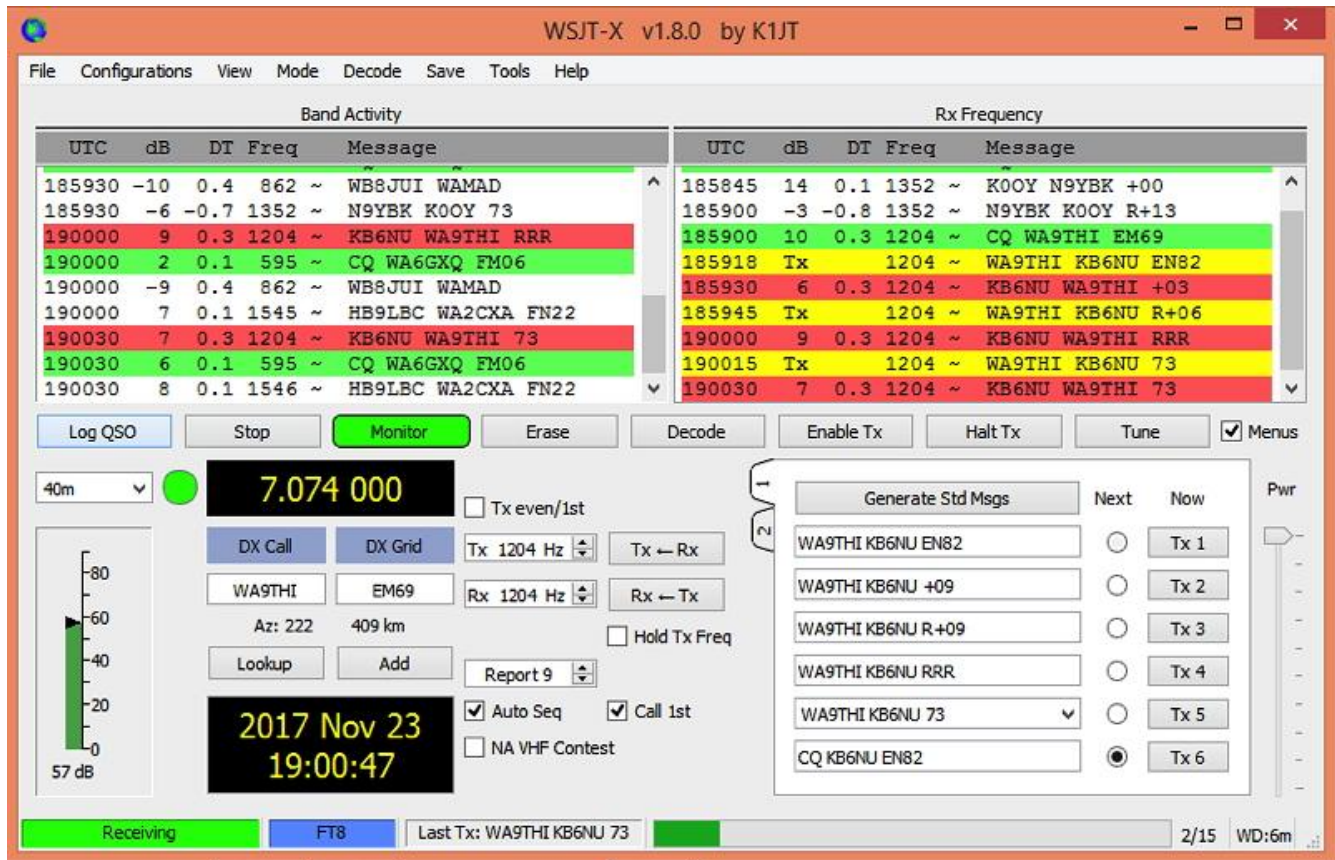 WSJT-X v1.8.0 by K1JT
File Configurations View Mode Decode Save Tools Help
Band Activity
UTC dB DT Freq Message
185930 -10 0.4 862 ~ WB8JUI WAMAD
185930 -6 -0.7 1352 ~ N9YBK K0OY 73
190000 9 0.3 1204 ~ KB6NU WA9THI RRR
190000 2 0.1 595 ~ CQ WA6GXQ FM06
190000 -9 0.4 862 ~ WB8JUI WAMAD
190000 7 0.1 1545 ~ HB9LBC WA2CXA FN22
190030 7 0.3 1204 ~ KB6NU WA9THI 73
190030 6 0.1 595 ~ CQ WA6GXQ FM06
190030 8 0.1 1546 ~ HB9LBC WA2CXA FN22
Rx Frequency
UTC dB DT Freq Message
185845 14 0.1 1352 ~ K0OY N9YBK +00
185900 -3 -0.8 1352 ~ N9YBK K0OY R+13
185900 10 0.3 1204 ~ CQ WA9THI EM69
185918 Tx 1204 ~ WA9THI KB6NU EN82
185930 6 0.3 1204 ~ KB6NU WA9THI +03
185945 Tx 1204 ~ WA9THI KB6NU R+06
190000 9 0.3 1204 ~ KB6NU WA9THI RRR
190015 Tx 1204 ~ WA9THI KB6NU 73
190030 7 0.3 1204 ~ KB6NU WA9THI 73
Log QSO Stop Monitor Erase Decode Enable Tx Halt Tx Tune Menus
40m
7.074 000
DX Call DX Grid
WA9THI EM69
Az: 222 409 km
Lookup Add
2017 Nov 23
19:00:47
-80
-60
-40
-20
-0
57 dB
Tx even/1st
Tx 1204 Hz Tx ← Rx
Rx 1204 Hz Rx ← Tx
Hold Tx Freq
Report 9
Auto Seq Call 1st
NA VHF Contest
1
2
Generate Std Msgs Next Now Pwr
WA9THI KB6NU EN82 Tx 1
WA9THI KB6NU +09 Tx 2
WA9THI KB6NU R+09 Tx 3
WA9THI KB6NU RRR Tx 4
WA9THI KB6NU 73 Tx 5
CQ KB6NU EN82 Tx 6
Receiving FT8 Last Tx: WA9THI KB6NU 73 2/15 WD:6m